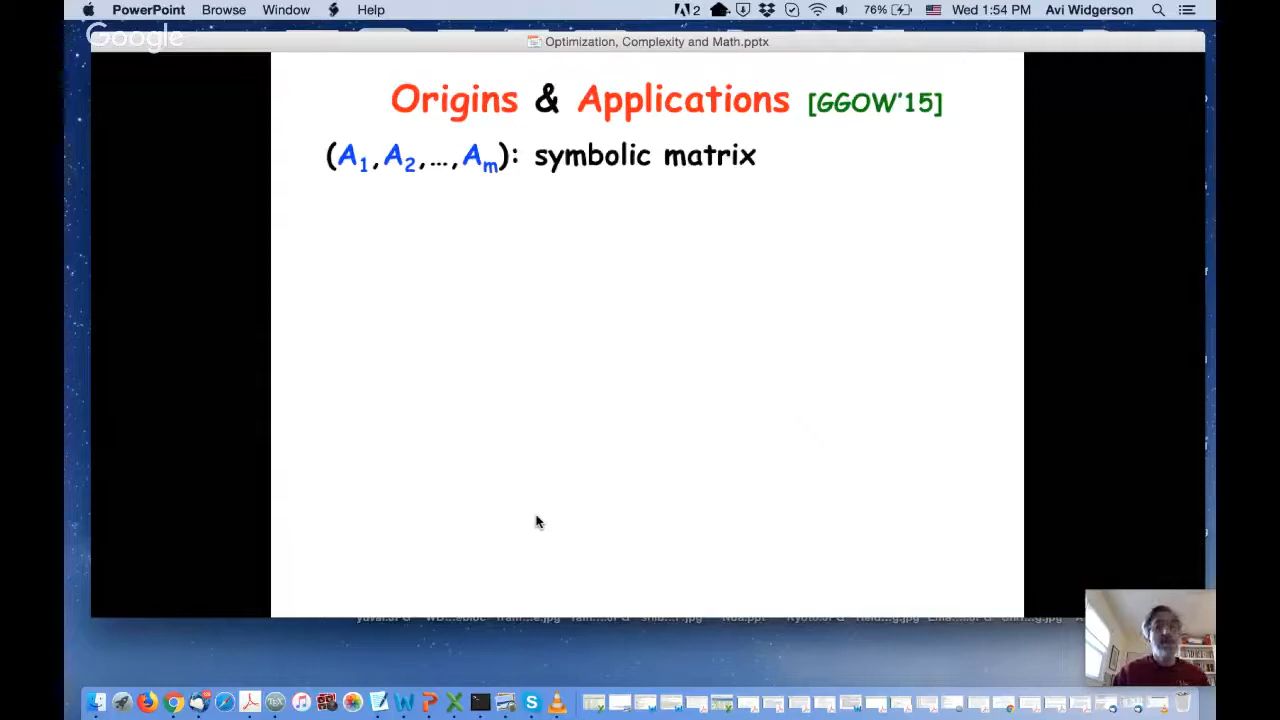 PowerPoint Browse Window Help 2 76% Wed 1:54 PM Avi Widgerson
Google
Optimization, Complexity and Math.pptx
Origins & Applications [GGOW'15]
(A1,A2,…,Am): symbolic matrix